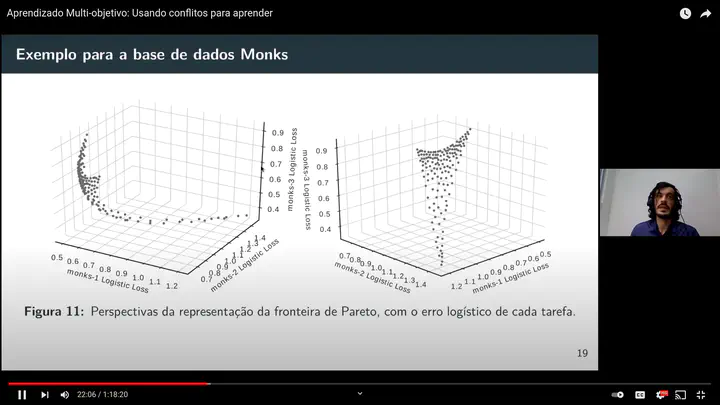 Aprendizado Multi-objetivo: Usando conflitos para aprender
Exemplo para a base de dados Monks
0.9
0.8
0.7
0.6
0.5
0.4
monks-3 Logistic Loss
0.5 0.6 0.7 0.8 0.9 1.0 1.1 1.2
monks-1 Logistic Loss
0.7 0.8 0.9 1.0 1.1 1.2 1.3 1.4
monks-2 Logistic Loss
0.9
0.8
0.7
0.6
0.5
0.4
monks-3 Logistic Loss
0.7 0.8 0.9 1.0 1.1 1.2 1.3 1.4
monks-2 Logistic Loss
1.2 1.1 1.0 0.9 0.8 0.7 0.6 0.5
monks-1 Logistic Loss
Figura 11: Perspectivas da representação da fronteira de Pareto, com o erro logístico de cada tarefa.
19
22:06 / 1:18:20